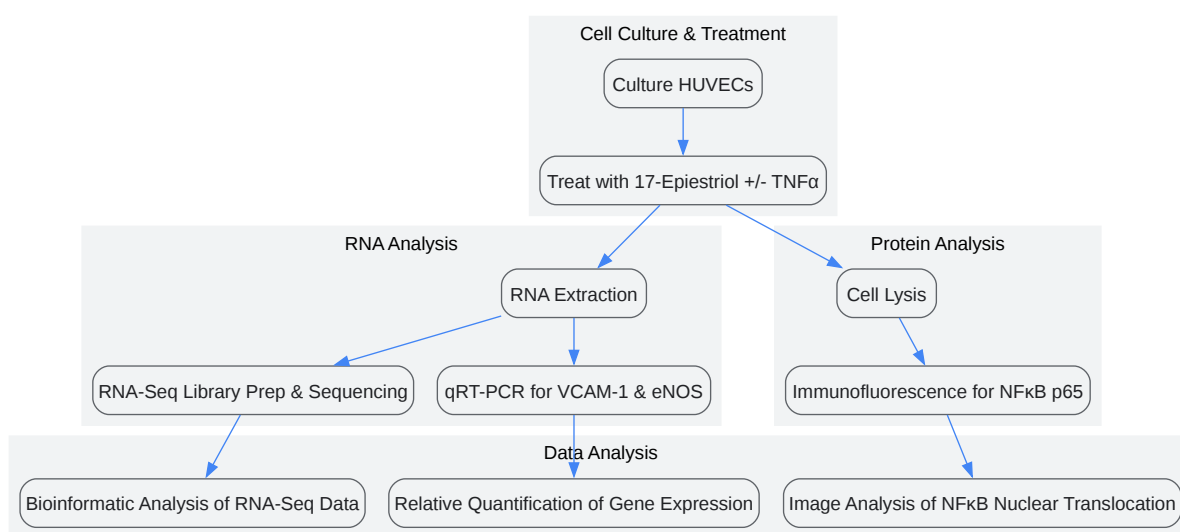 Cell Culture & Treatment
Culture HUVECs
Treat with 17-Epiestriol +/- TNFα
RNA Analysis
Protein Analysis
RNA Extraction
Cell Lysis
RNA-Seq Library Prep & Sequencing
qRT-PCR for VCAM-1 & eNOS
Immunofluorescence for NFκB p65
Data Analysis
Bioinformatic Analysis of RNA-Seq Data
Relative Quantification of Gene Expression
Image Analysis of NFκB Nuclear Translocation